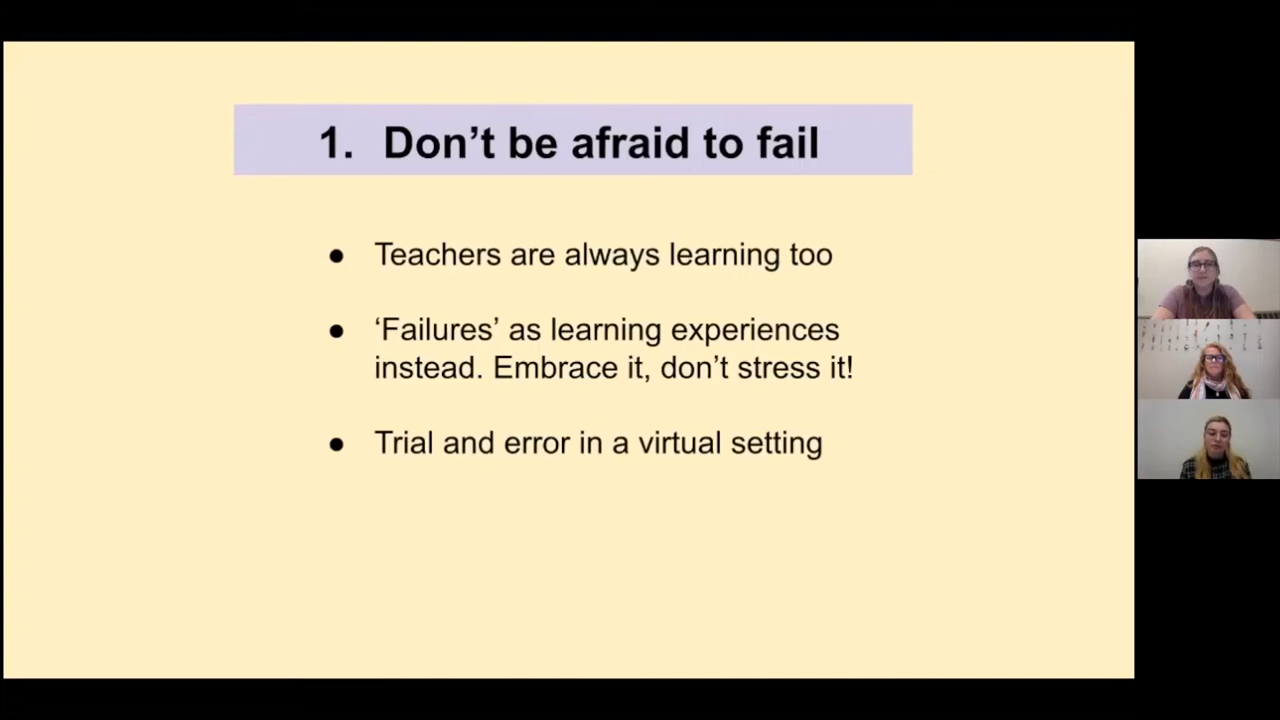 1. Don’t be afraid to fail
● Teachers are always learning too
● ‘Failures’ as learning experiences
instead. Embrace it, don’t stress it!
● Trial and error in a virtual setting